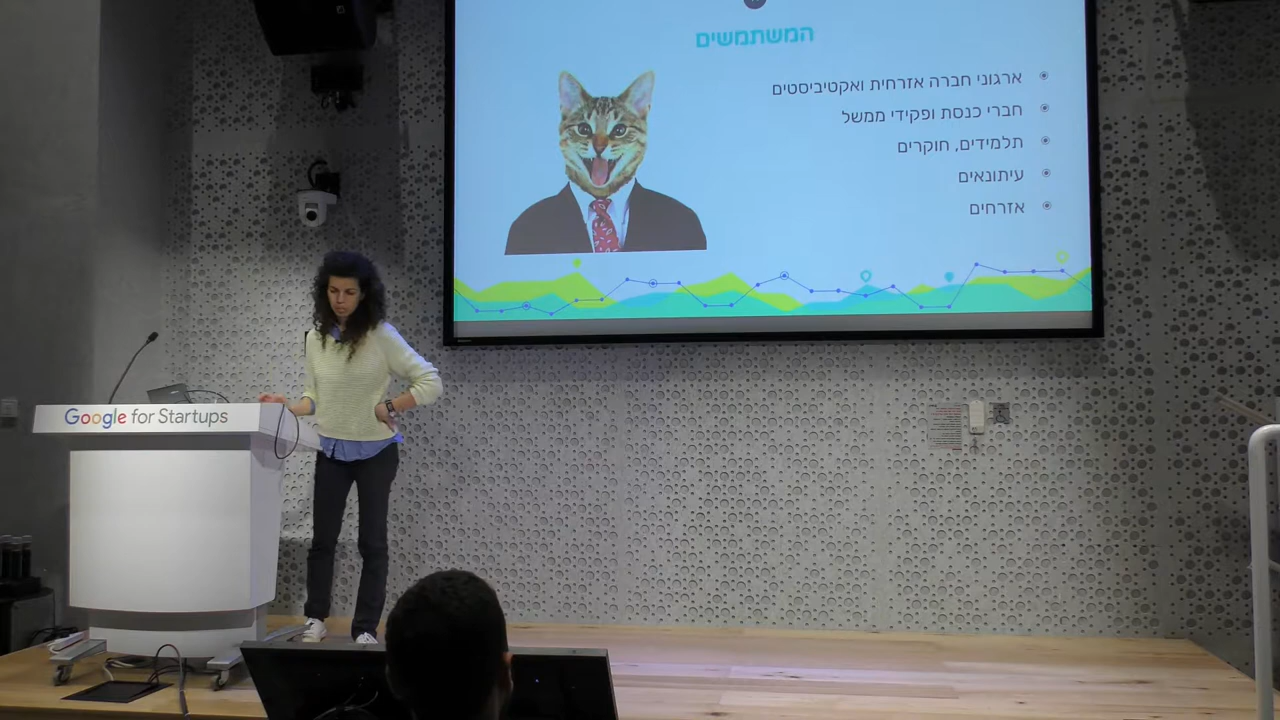 המשתמשים
ארגוני חברה אזרחית ואקטיביסטים
חברי כנסת ופקידי ממשל
תלמידים, חוקרים
עיתונאים
אזרחים
Google for Startups